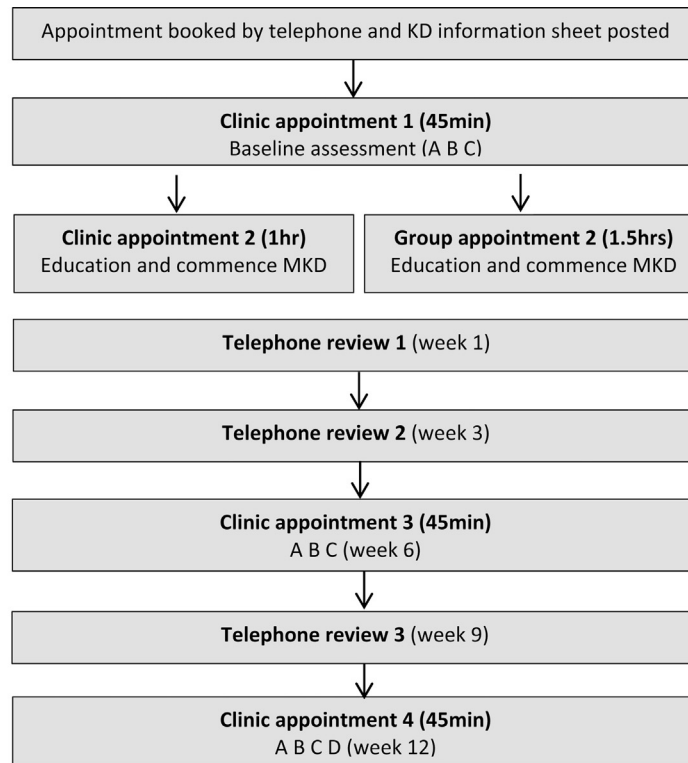 Appointment booked by telephone and KD information sheet posted
Clinic appointment 1 (45min)
Baseline assessment (A B C)
Clinic appointment 2 (1hr)
Education and commence MKD
Group appointment 2 (1.5hrs)
Education and commence MKD
Telephone review 1 (week 1)
Telephone review 2 (week 3)
Clinic appointment 3 (45min)
A B C (week 6)
Telephone review 3 (week 9)
Clinic appointment 4 (45min)
A B C D (week 12)